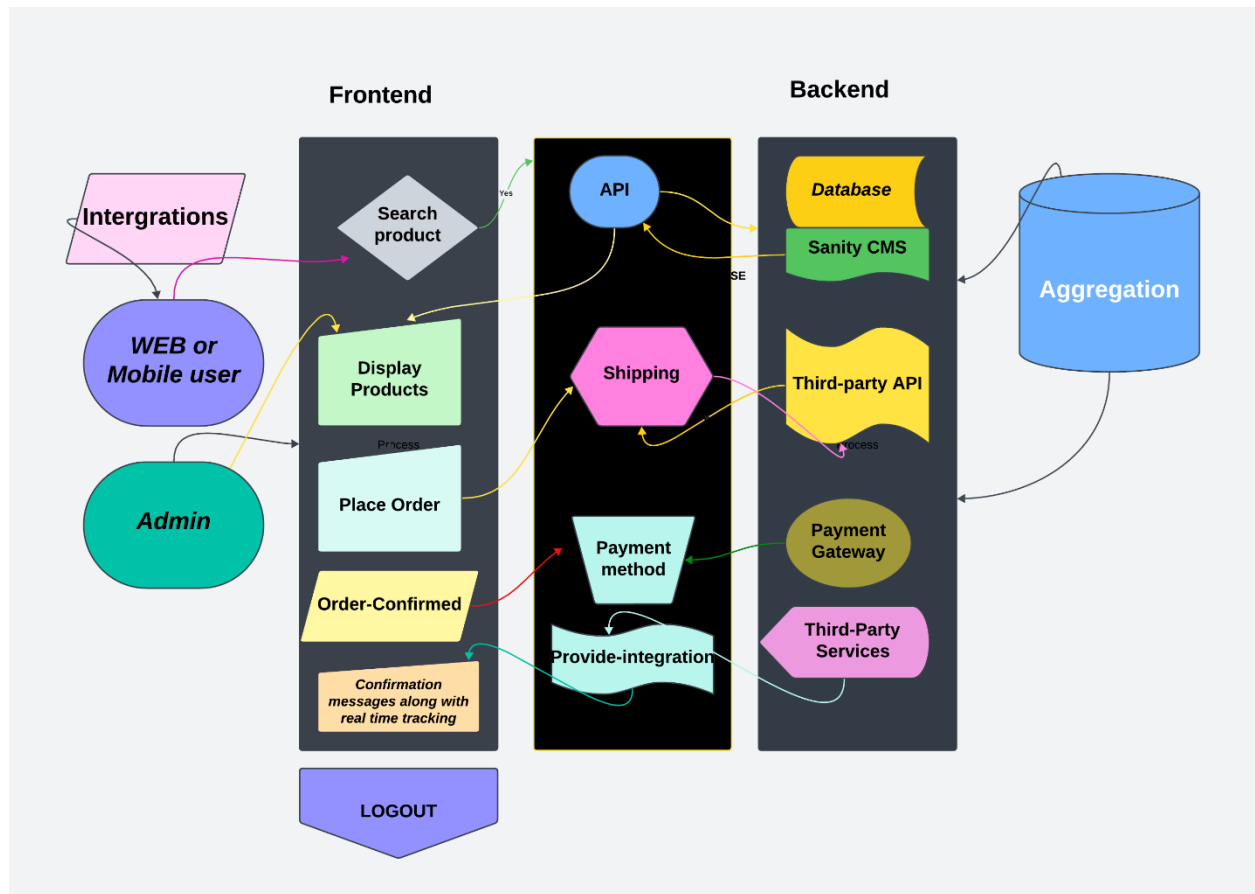 Frontend
Backend
Intergrations
WEB or
Mobile user
Admin
Search
product
Yes
Display
Products
Process
Place Order
Order-Confirmed
Confirmation
messages along with
real time tracking
LOGOUT
API
SE
Shipping
Payment
method
Provide-integration
Database
Sanity CMS
Third-party API
Process
Payment
Gateway
Third-Party
Services
Aggregation